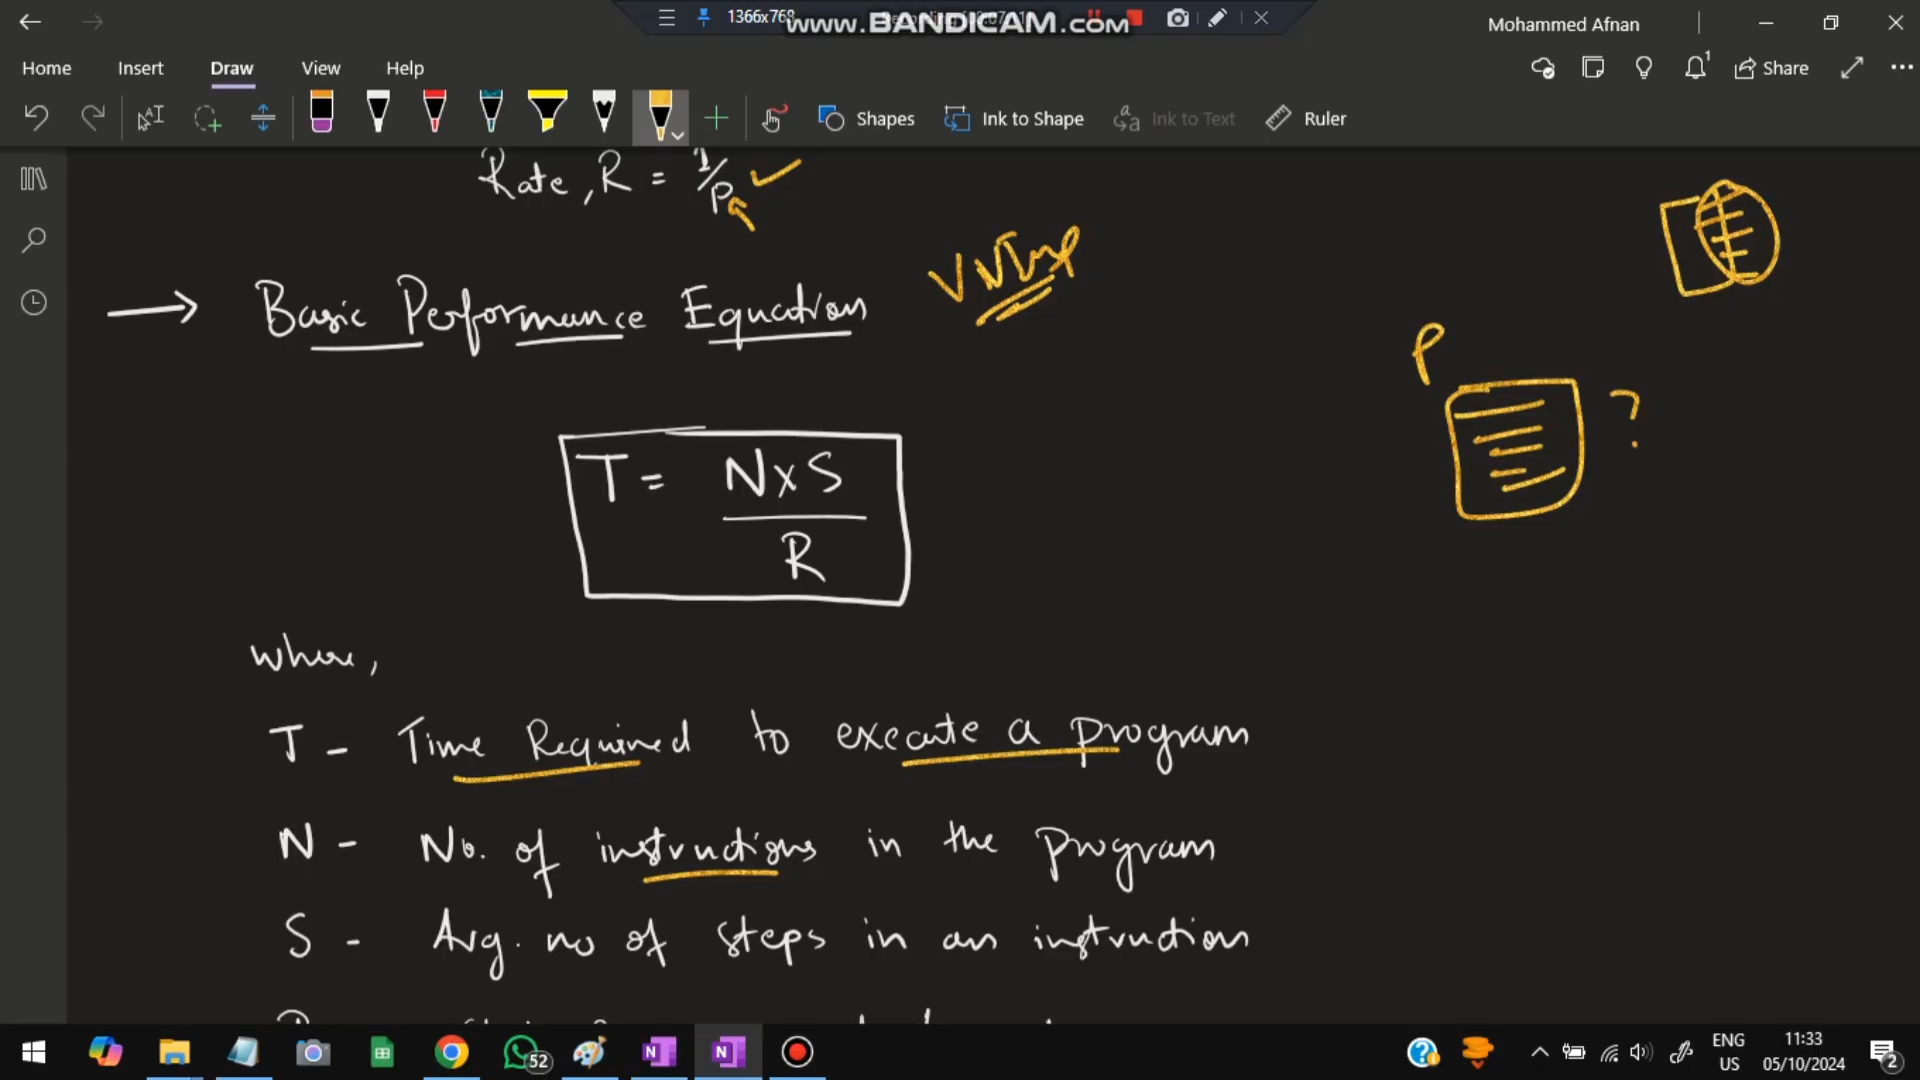 1366x768
www.BANDICAM.com
Mohammed Afnan
Home Insert Draw View Help
Share
Shapes Ink to Shape Ink to Text Ruler
Rate, R = 1/P
→ Basic Performance Equation VVImp
P
?
T = N x S
R
where,
T - Time Required to execute a program
N - No. of instructions in the program
S - Avg. no of steps in an instruction
52
ENG
US
11:33
05/10/2024
2